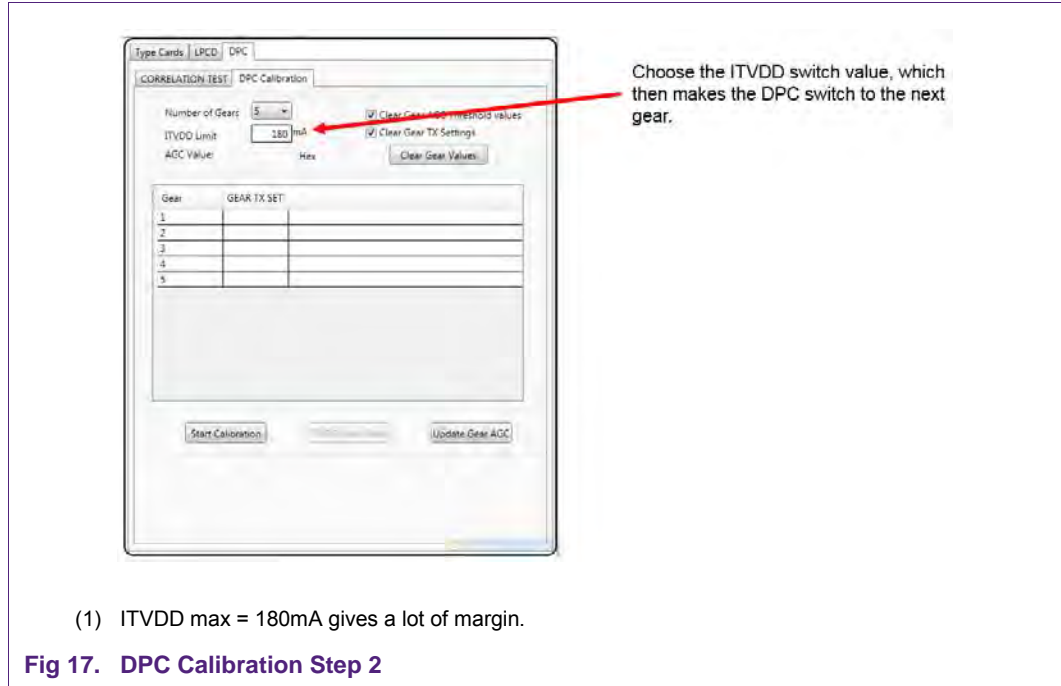 Type Cards LPCD DPC
CORRELATION TEST DPC Calibration
Number of Gears 5
Clear Gear AGC Threshold values
ITVDD Limit 180 mA
Clear Gear TX Settings
AGC Value: Hex
Clear Gear Values
Gear GEAR TX SET
1
2
3
4
5
Start Calibration Update Gear AGC
Choose the ITVDD switch value, which
then makes the DPC switch to the next
gear.
(1) ITVDD max = 180mA gives a lot of margin.
Fig 17. DPC Calibration Step 2